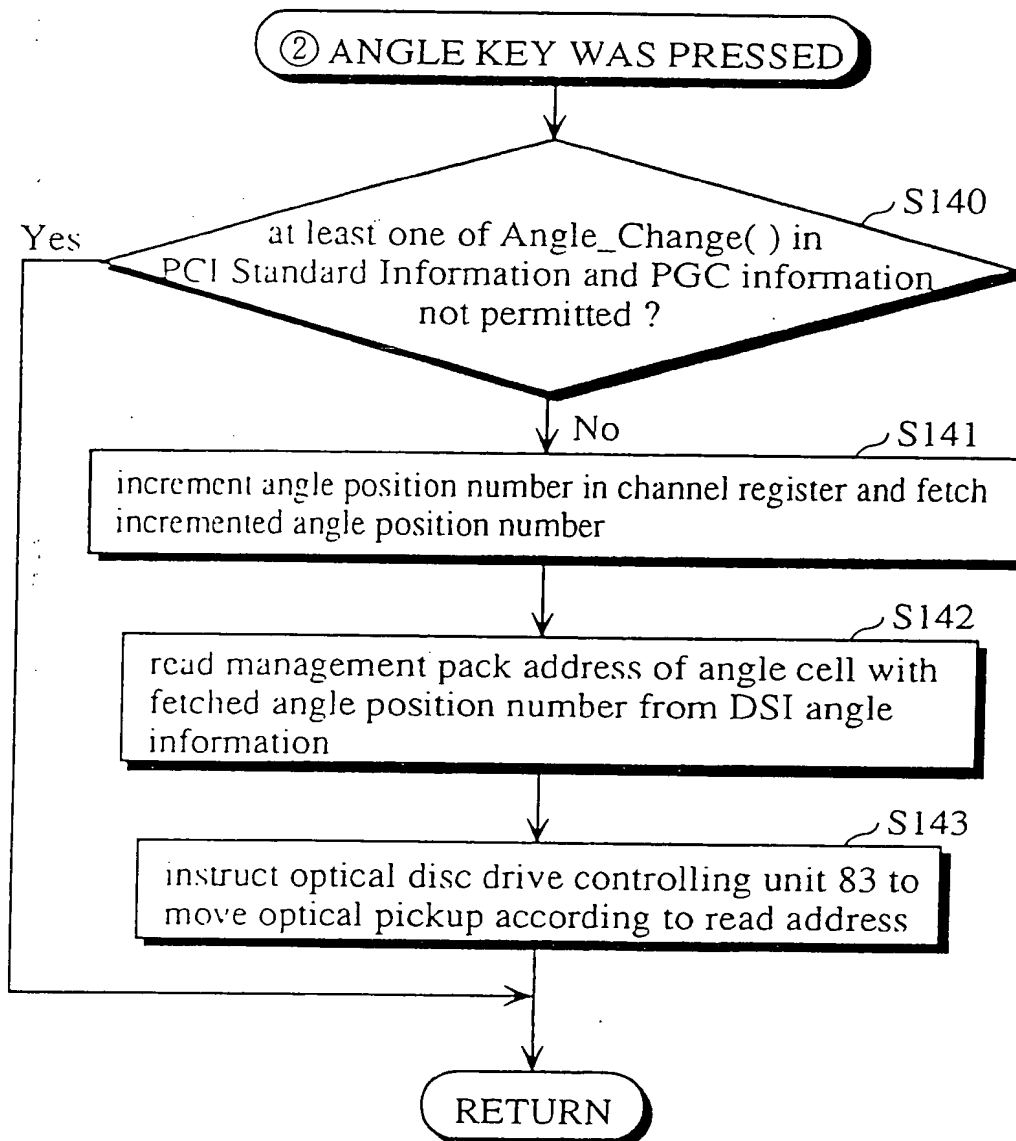 ② ANGLE KEY WAS PRESSED
S140
Yes
at least one of Angle_Change( ) in
PCI Standard Information and PGC information
not permitted ?
No
S141
increment angle position number in channel register and fetch
incremented angle position number
S142
read management pack address of angle cell with
fetched angle position number from DSI angle
information
S143
instruct optical disc drive controlling unit 83 to
move optical pickup according to read address
RETURN